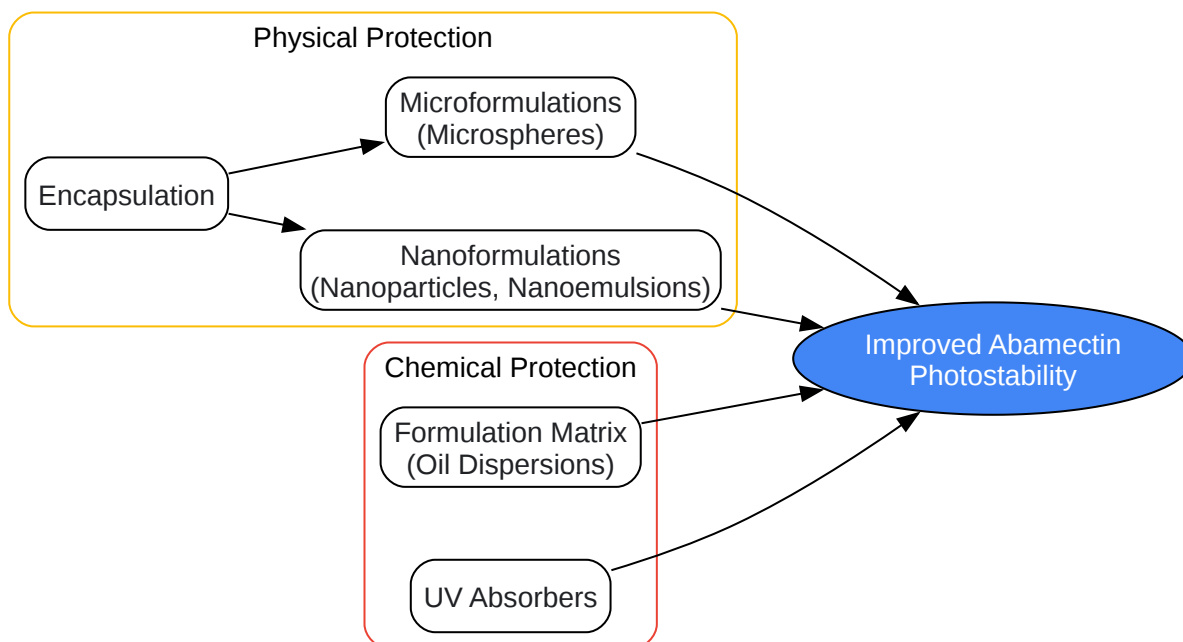 Physical Protection
Microformulations
(Microspheres)
Encapsulation
Nanoformulations
(Nanoparticles, Nanoemulsions)
Improved Abamectin
Photostability
Chemical Protection
Formulation Matrix
(Oil Dispersions)
UV Absorbers